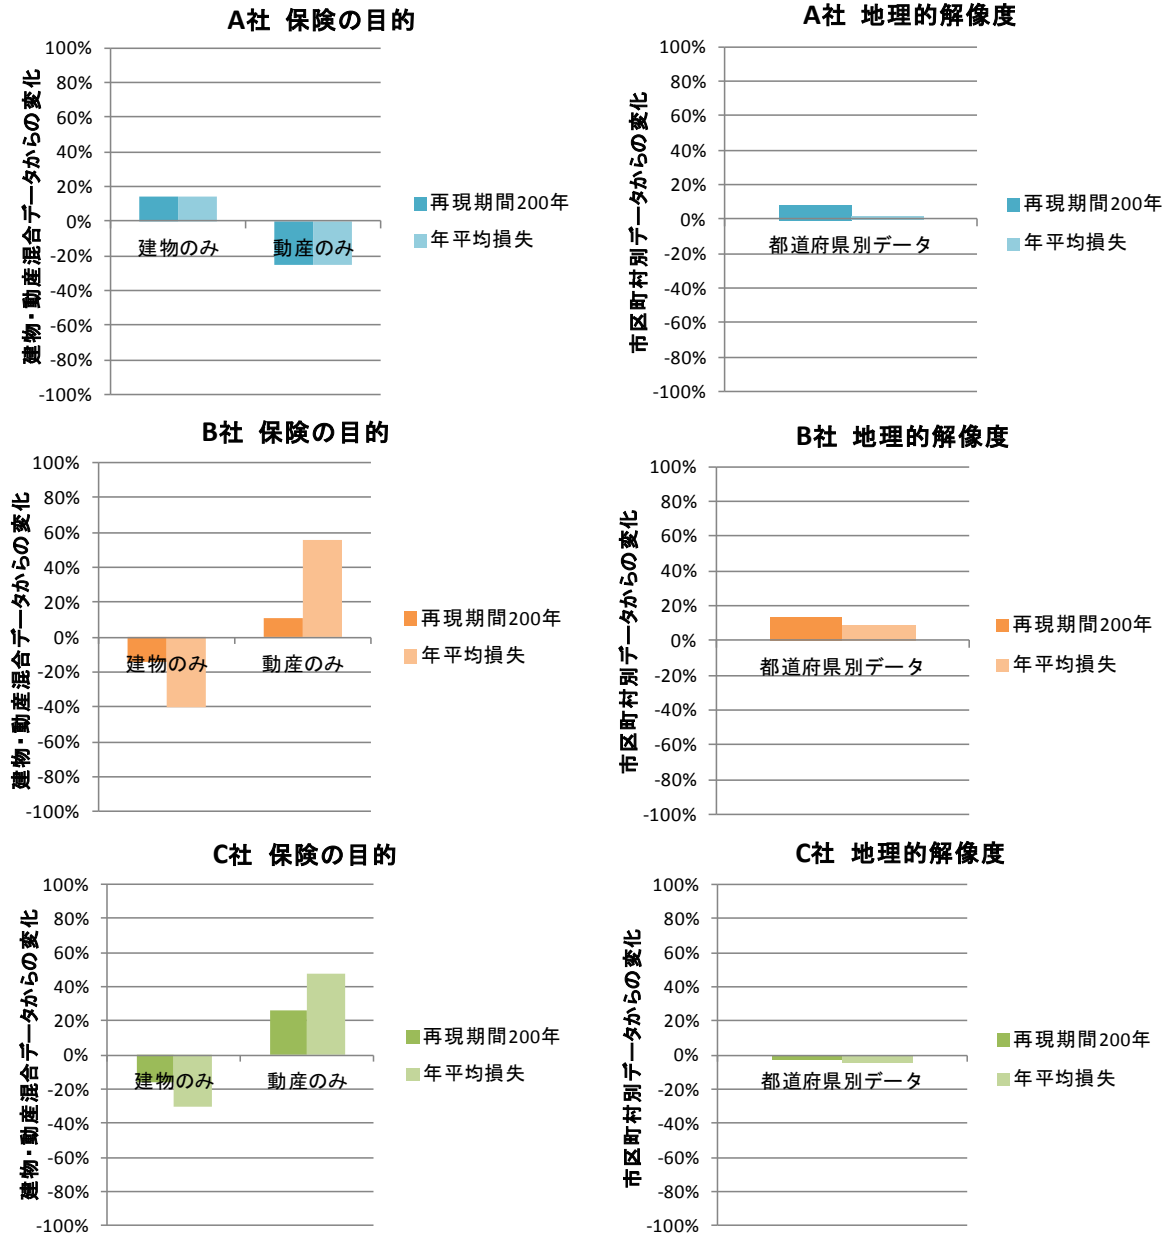 A社 保険の目的
建物・動産混合データからの変化
100%
80%
60%
40%
20%
0%
-20%
-40%
-60%
-80%
-100%
建物のみ
動産のみ
再現期間200年
年平均損失
A社 地理的解像度
市区町村別データからの変化
100%
80%
60%
40%
20%
0%
-20%
-40%
-60%
-80%
-100%
都道府県別データ
再現期間200年
年平均損失
B社 保険の目的
建物・動産混合データからの変化
100%
80%
60%
40%
20%
0%
-20%
-40%
-60%
-80%
-100%
建物のみ
動産のみ
再現期間200年
年平均損失
B社 地理的解像度
市区町村別データからの変化
100%
80%
60%
40%
20%
0%
-20%
-40%
-60%
-80%
-100%
都道府県別データ
再現期間200年
年平均損失
C社 保険の目的
建物・動産混合データからの変化
100%
80%
60%
40%
20%
0%
-20%
-40%
-60%
-80%
-100%
建物のみ
動産のみ
再現期間200年
年平均損失
C社 地理的解像度
市区町村別データからの変化
100%
80%
60%
40%
20%
0%
-20%
-40%
-60%
-80%
-100%
都道府県別データ
再現期間200年
年平均損失